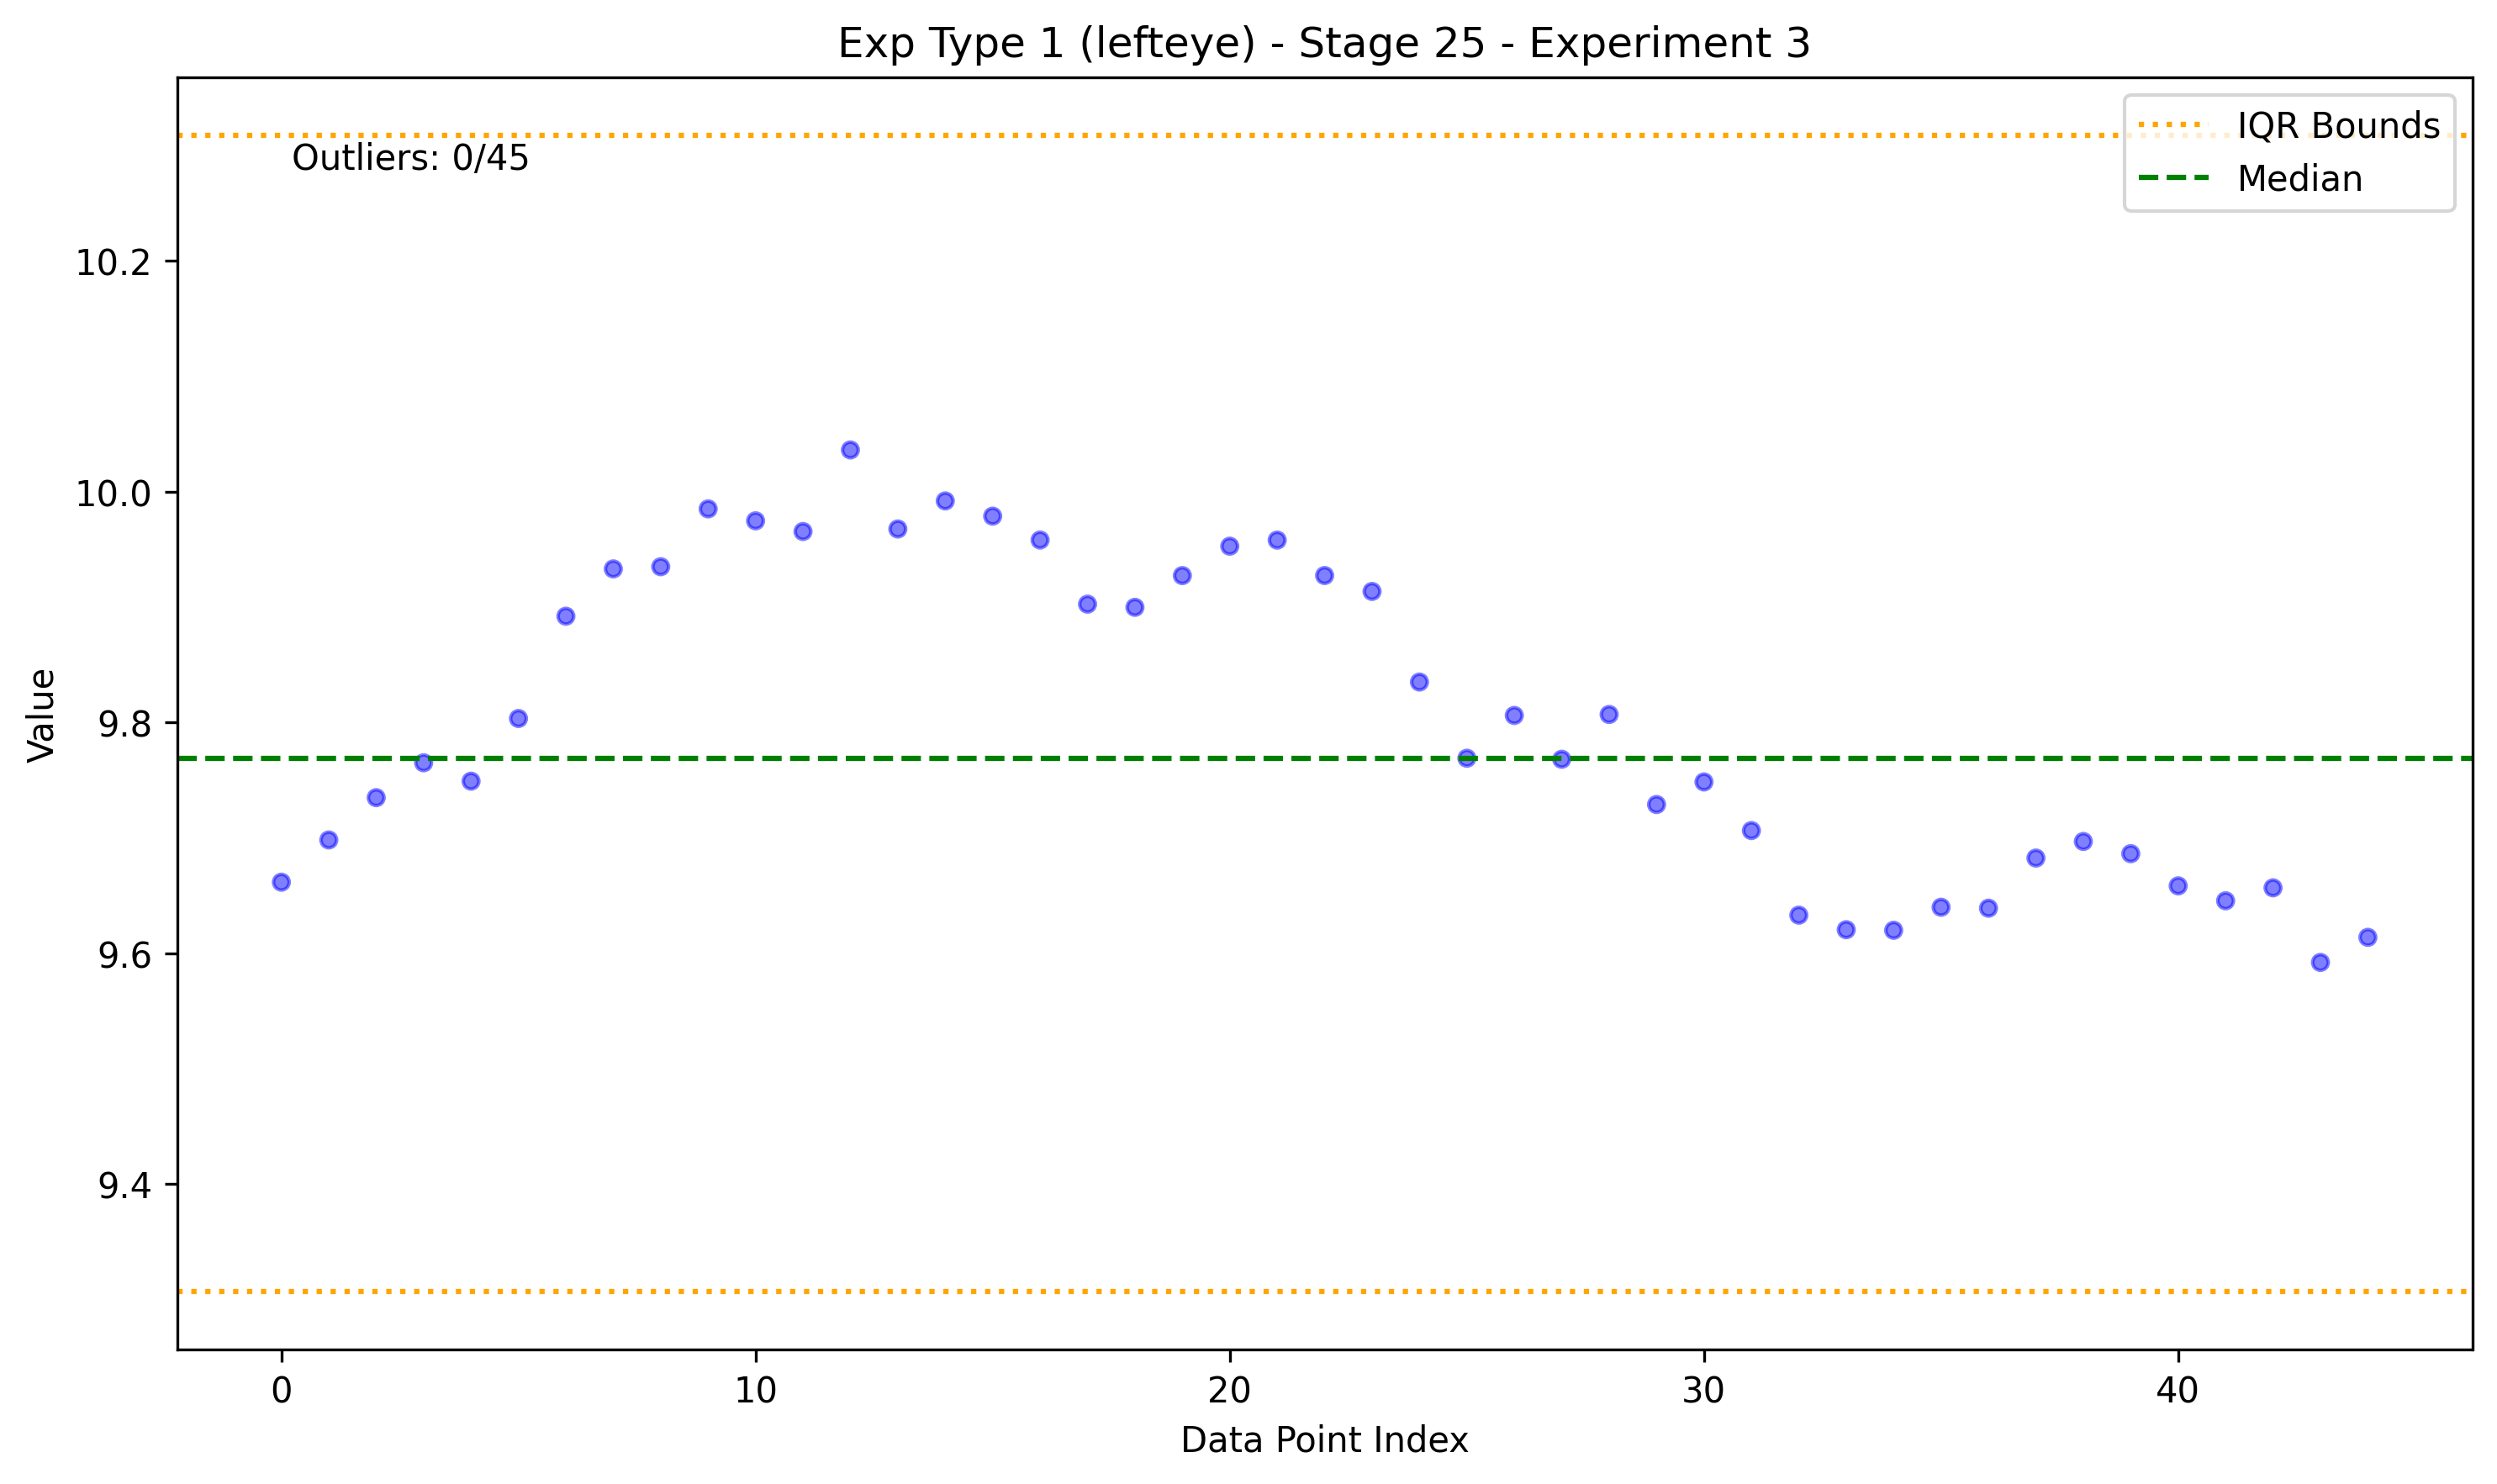 Exp Type 1 (lefteye) - Stage 25 - Experiment 3
IQR Bounds
Median
Outliers: 0/45
10.2
10.0
9.8
9.6
9.4
Value
0 10 20 30 40
Data Point Index